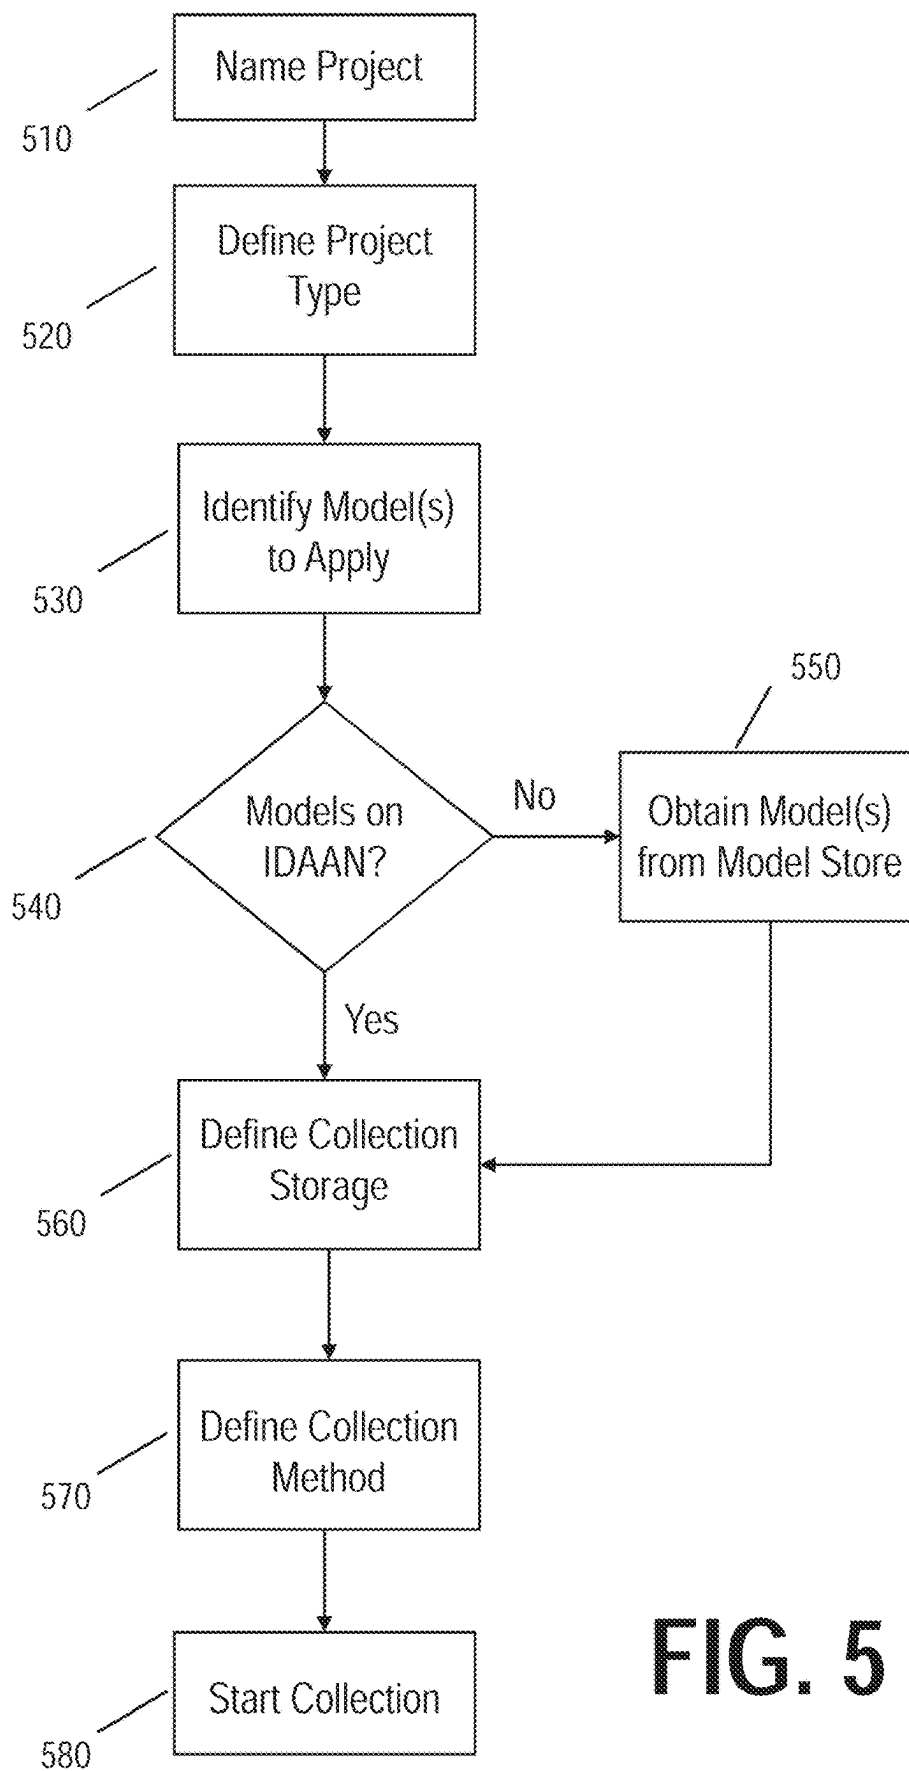 Name Project
510
Define Project
Type
520
Identify Model(s)
to Apply
530
550
Models on
IDAAN?
No
Obtain Model(s)
from Model Store
540
Yes
Define Collection
Storage
560
Define Collection
Method
570
Start Collection
580
FIG. 5